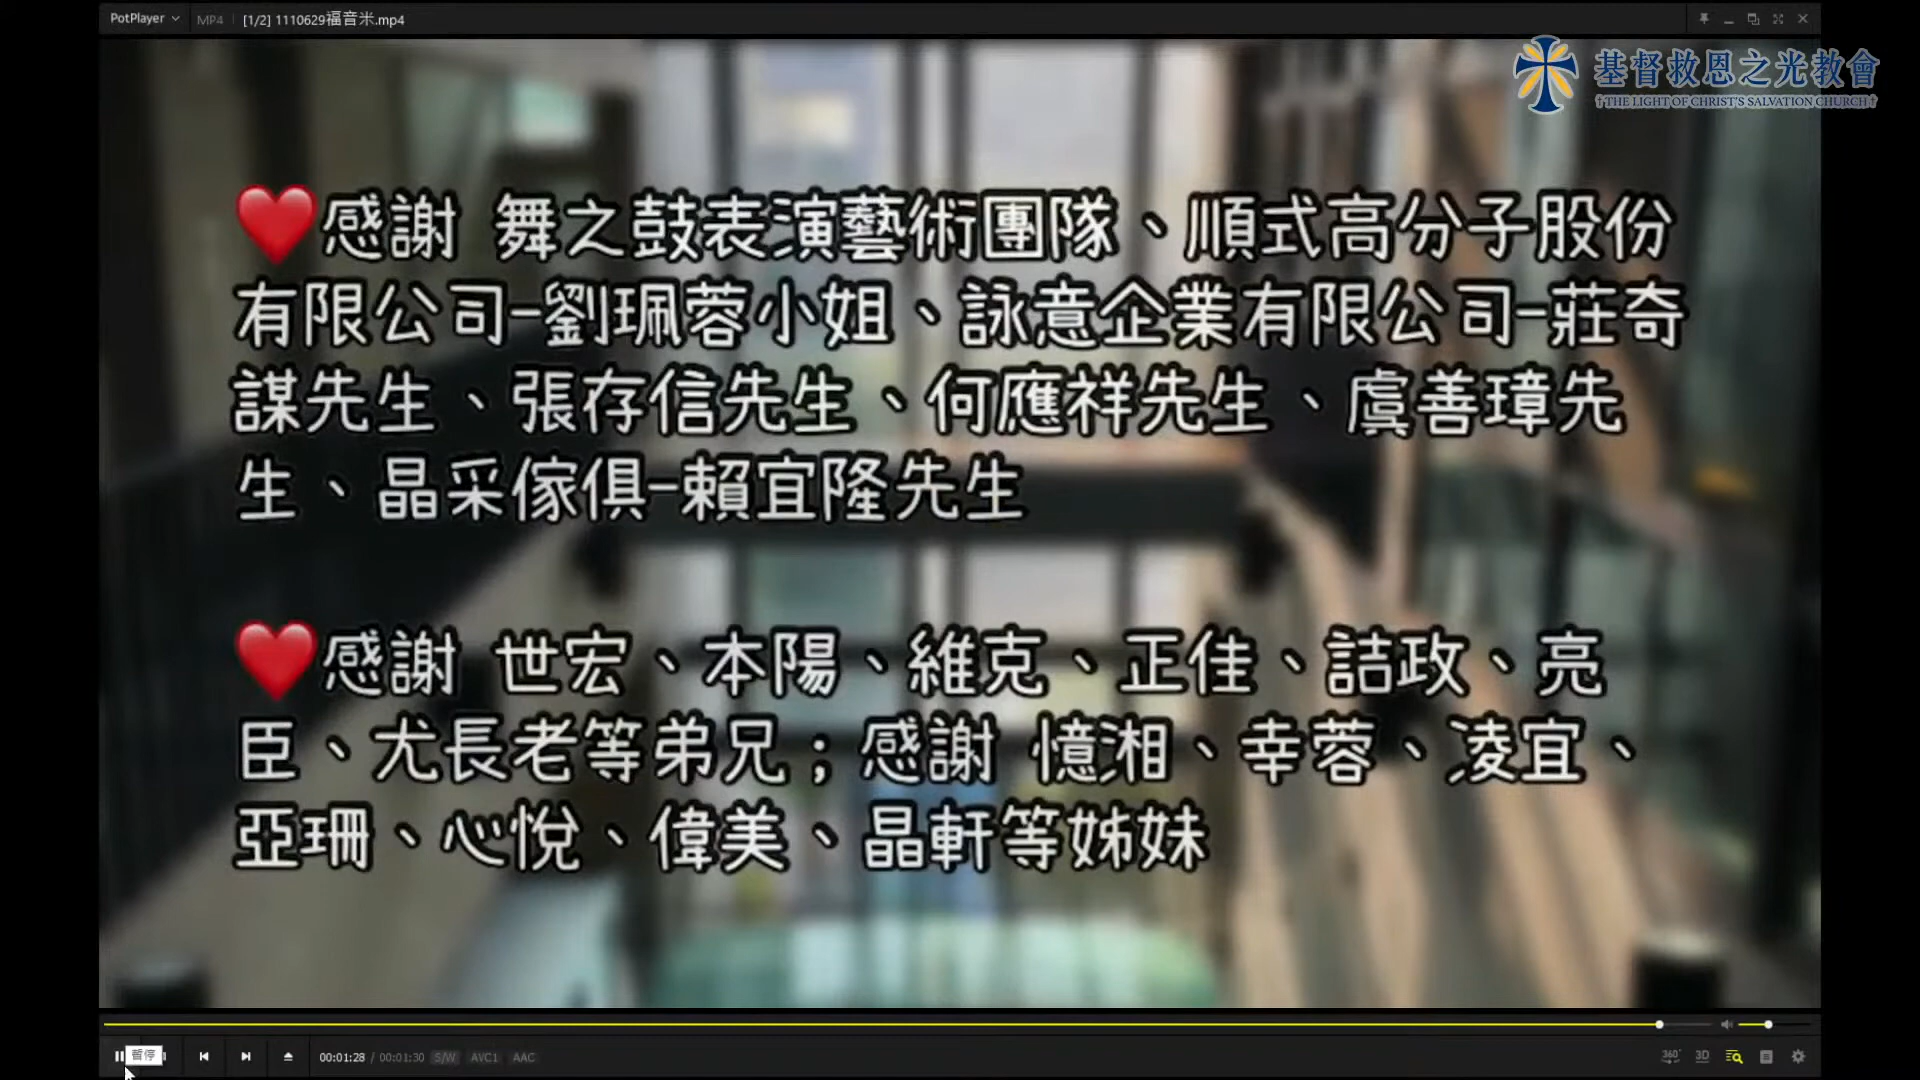 PotPlayer MP4 [1/2] 1110629福音米.mp4
基督救恩之光教會
THE LIGHT OF CHRIST'S SALVATION CHURCH
❤️感謝 舞之鼓表演藝術團隊、順式高分子股份
有限公司-劉珮蓉小姐、詠意企業有限公司-莊奇
謀先生、張存信先生、何應祥先生、虞善璋先
生、晶采傢俱-賴宜隆先生
❤️感謝 世宏、本陽、維克、正佳、詰政、亮
臣、尤長老等弟兄；感謝 憶湘、幸蓉、凌宜、
亞珊、心悅、偉美、晶軒等姊妹
暫停 00:01:28 / 00:01:30 S/W AVC1 AAC 360° 3D